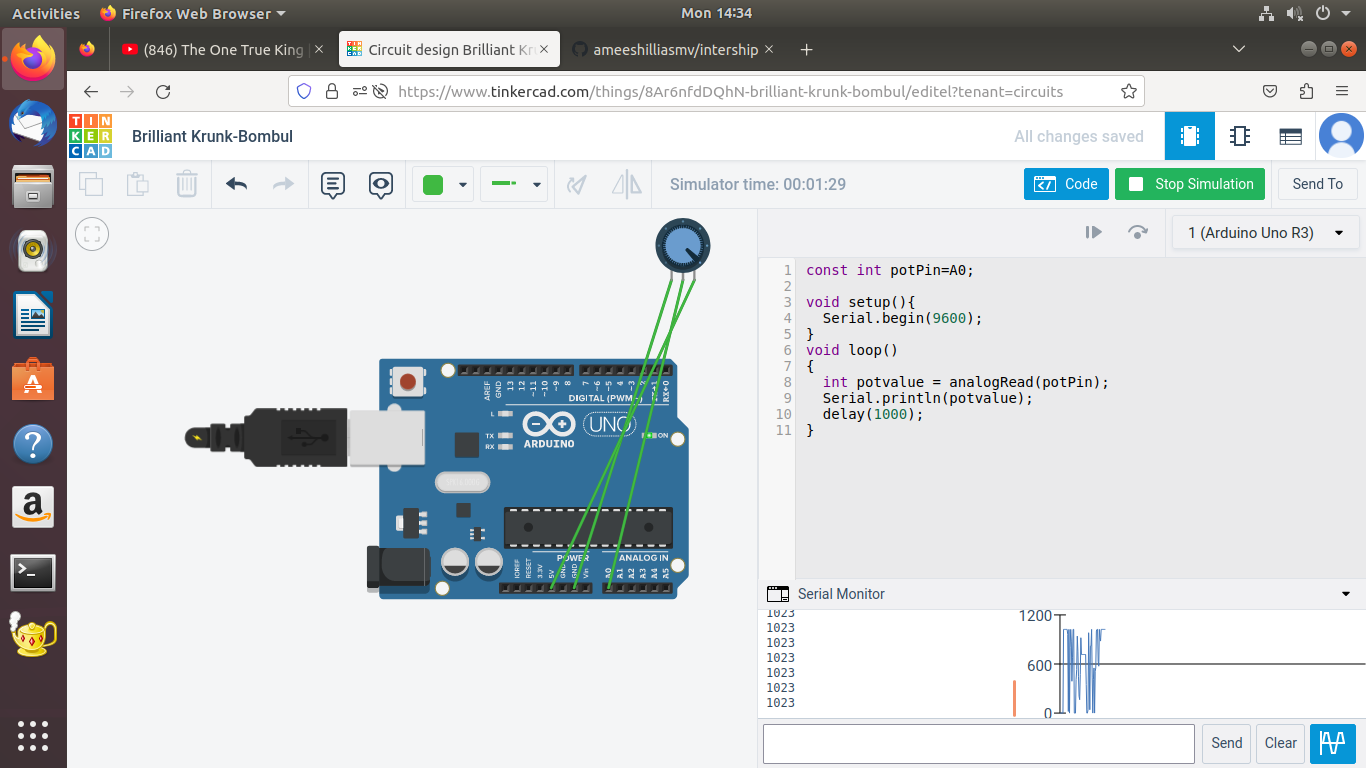 Activities
Firefox Web Browser
Mon 14:34
(846) The One True King
Circuit design Brilliant Kru
ameeshilliasmv/intership
https://www.tinkercad.com/things/8Ar6nfdDQhN-brilliant-krunk-bombul/editel?tenant=circuits
TIN
KER
CAD
Brilliant Krunk-Bombul
All changes saved
Simulator time: 00:01:29
Code
Stop Simulation
Send To
1 (Arduino Uno R3)
1 const int potPin=A0;
2
3 void setup(){
4 Serial.begin(9600);
5 }
6 void loop()
7 {
8 int potvalue = analogRead(potPin);
9 Serial.println(potvalue);
10 delay(1000);
11 }
AREF
GND
13
12
~11
~10
~9
8
7
~6
~5
4
~3
2
RX←0
DIGITAL (PWM~)
L
TX
RX
UNO
ON
ARDUINO
POWER
ANALOG IN
IOREF
RESET
3.3V
5V
GND
GND
Vin
A0
A1
A2
A3
A4
A5
Serial Monitor
1023
1023
1023
1023
1023
1023
1023
1200
600
0
Send
Clear